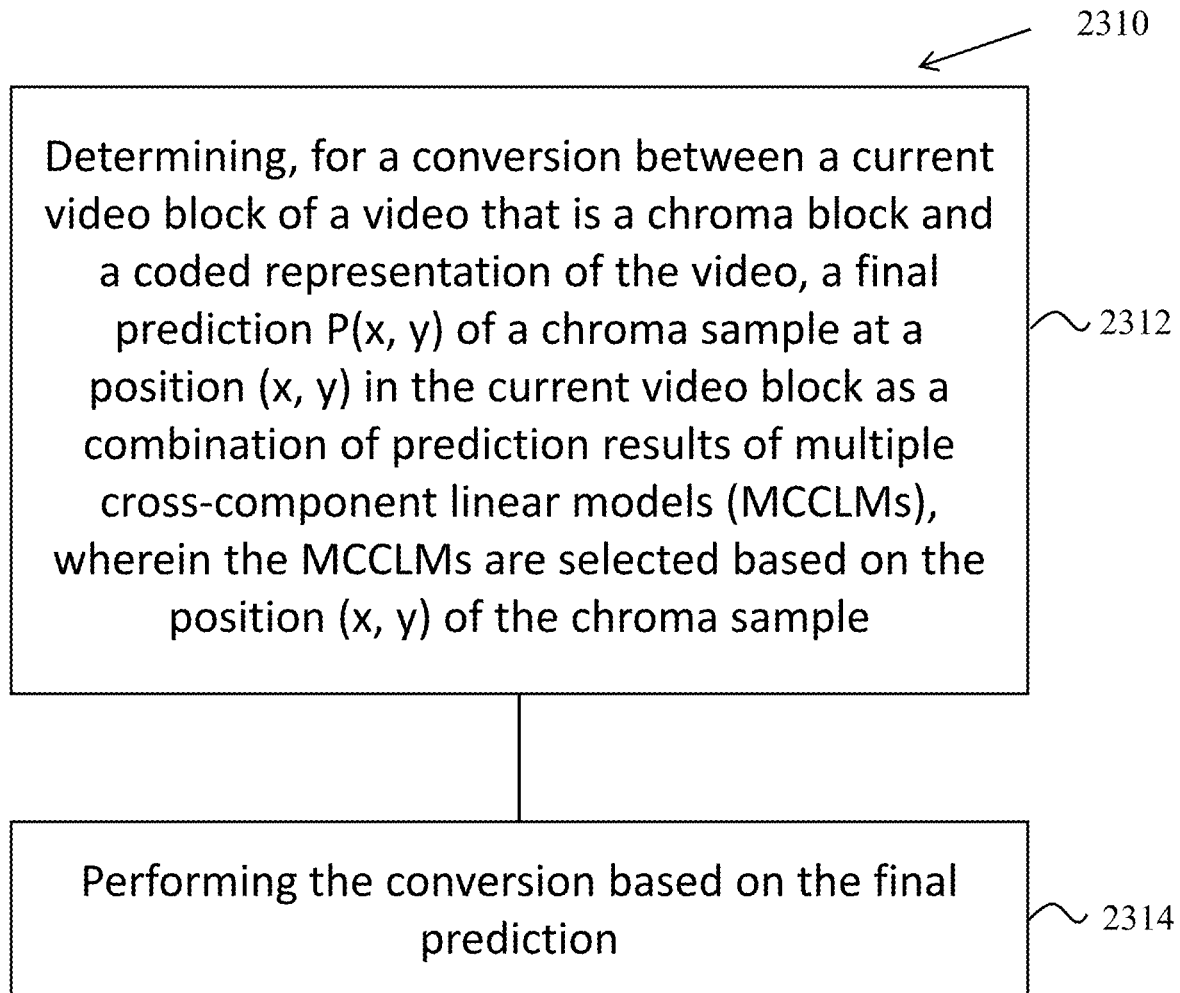 2310
Determining, for a conversion between a current
video block of a video that is a chroma block and
a coded representation of the video, a final
prediction P(x, y) of a chroma sample at a
position (x, y) in the current video block as a
combination of prediction results of multiple
cross-component linear models (MCCLMs),
wherein the MCCLMs are selected based on the
position (x, y) of the chroma sample
2312
Performing the conversion based on the final
prediction
2314